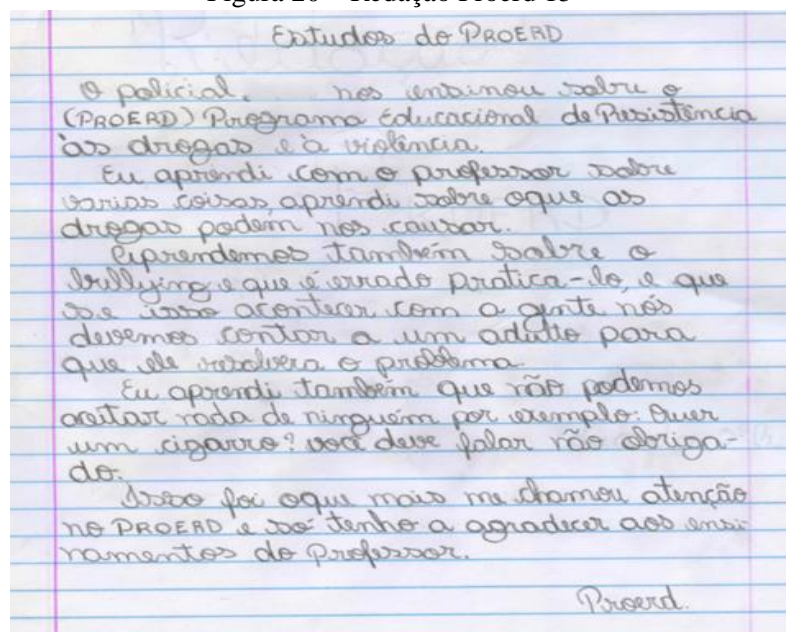 Figura 20 – Redação Proerd 15
Estudos do PROERD
O policial, nos ensinou sobre o
(PROERD) Programa Educacional de Resistência
às drogas e à violência.
Eu aprendi com o professor sobre
varias coisas, aprendi sobre oque as
drogas podem nos causar.
Aprendemos também sobre o
bullying e que é errado pratica-lo, e que
se isso acontecer com a gente nós
devemos contar a um adulto para
que ele resolvera o problema.
Eu aprendi também que não podemos
aceitar nada de ninguém por exemplo: Quer
um cigarro? você deve falar não obriga-
do.
Isso foi oque mais me chamou atenção
no PROERD e só tenho a agradecer aos ensi-
namentos do Professor.
Proerd.